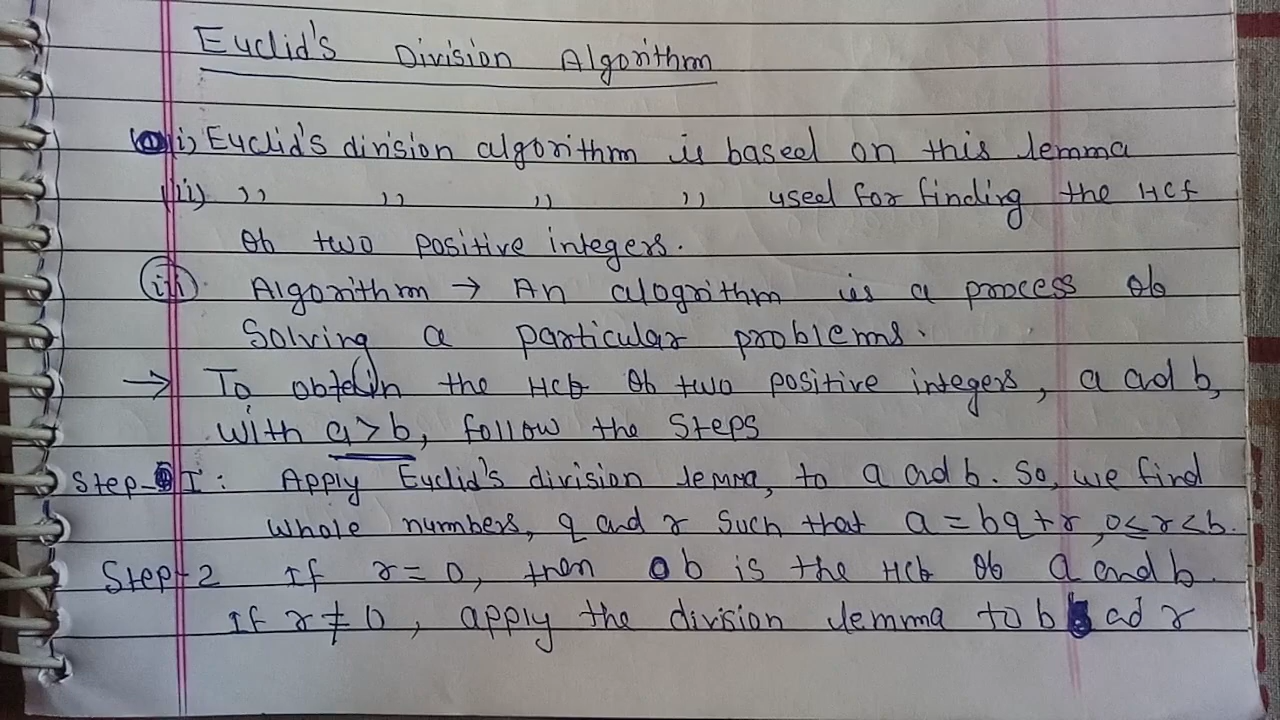 Euclid's Division Algorithm
(i) Euclid's division algorithm is based on this lemma
(ii) ,, ,, ,, ,, used for finding the HCF
Of two positive integers.
(iii) Algorithm → An alogrithm is a process of
Solving a particular problems.
→ To obtain the HCF Of two positive integers, a ad b,
with a > b, follow the Steps
Step-I : Apply Euclid's division lemma, to a ad b. So, we find
whole numbers, q and r Such that a = bq + r, 0 ≤ r < b.
Step-2 If r = 0, then b is the HCF Of a and b.
If r ≠ 0, apply the division lemma to b ad r